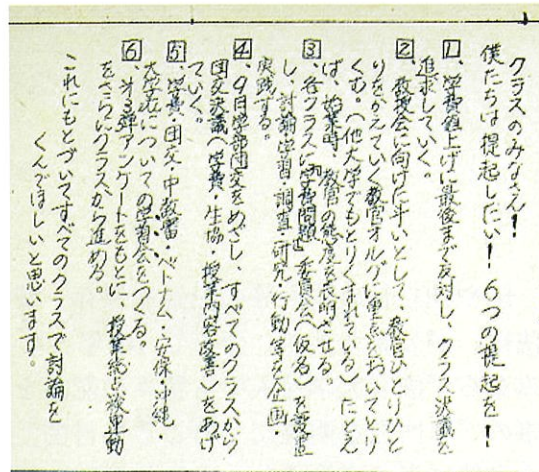 クラスのみなさん!
僕たちは提起したい! 6つの提起を!
1、学費値上げに最後まで反対し、クラス決議を
追求していく。
2、教授会に向けた斗いとして、教官ひとりひと
りをかえていく教官オルグに重点をおいてとり
くむ。(他大学でもとりくまれている) たとえ
ば、始業時、教官の態度を表明させる。
3、各クラスに『学費問題』委員会(仮名)を設置
し、討論・学習・調査・研究・行動等を企画・
実践する。
4、9日学部団交をめざし、すべてのクラスから
団交決議(学費・生協・授業内容改善)をあげ
ていく。
5、学費・団交・中教審・ベトナム・安保・沖縄・
大学立についての学習会をつくる。
6、才3弾アンケートをもとに、授業総点検運動
をさらにクラスから進める。
これにもとづいてすべてのクラスで討論を
くんでほしいと思います。